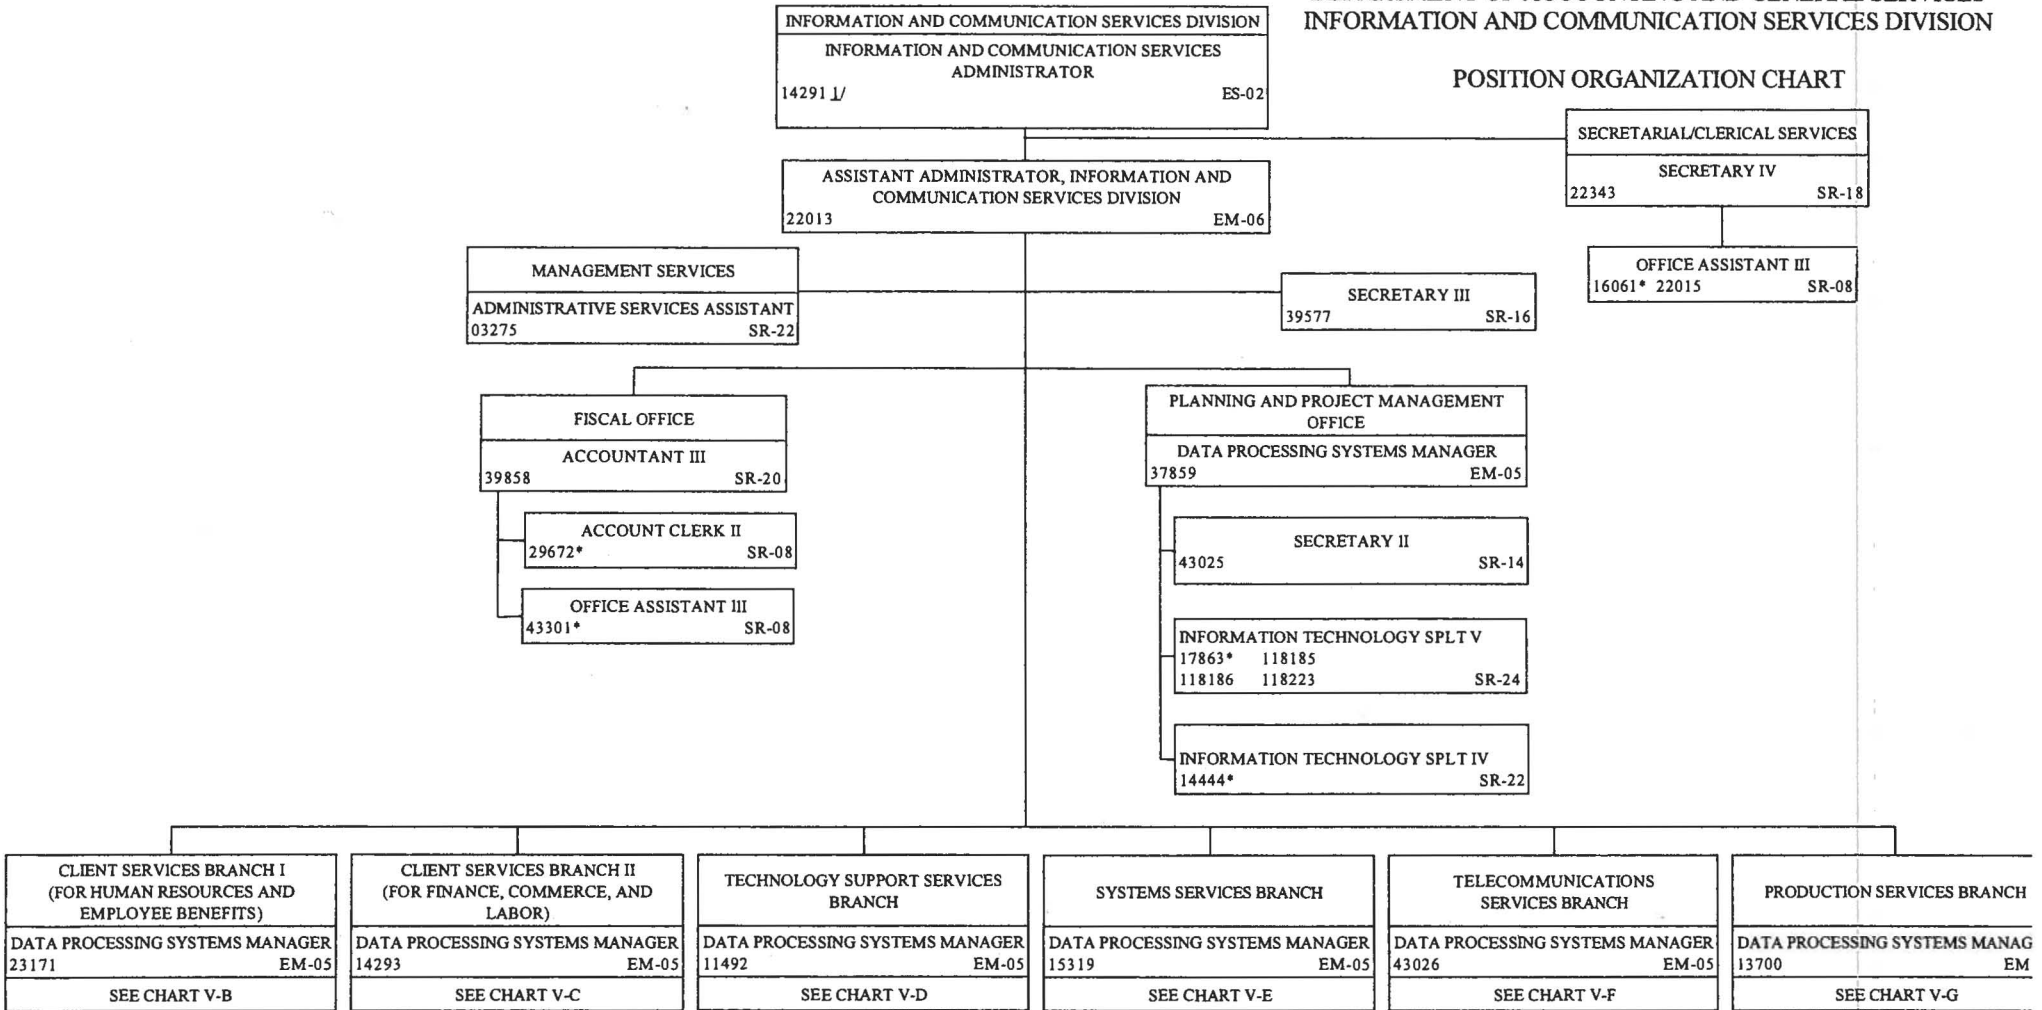 INFORMATION AND COMMUNICATION SERVICES DIVISION
POSITION ORGANIZATION CHART
INFORMATION AND COMMUNICATION SERVICES DIVISION
INFORMATION AND COMMUNICATION SERVICES
ADMINISTRATOR
14291 1/ ES-02
SECRETARIAL/CLERICAL SERVICES
SECRETARY IV
22343 SR-18
OFFICE ASSISTANT III
16061* 22015 SR-08
ASSISTANT ADMINISTRATOR, INFORMATION AND
COMMUNICATION SERVICES DIVISION
22013 EM-06
MANAGEMENT SERVICES
ADMINISTRATIVE SERVICES ASSISTANT
03275 SR-22
SECRETARY III
39577 SR-16
FISCAL OFFICE
ACCOUNTANT III
39858 SR-20
ACCOUNT CLERK II
29672* SR-08
OFFICE ASSISTANT III
43301* SR-08
PLANNING AND PROJECT MANAGEMENT
OFFICE
DATA PROCESSING SYSTEMS MANAGER
37859 EM-05
SECRETARY II
43025 SR-14
INFORMATION TECHNOLOGY SPLT V
17863* 118185
118186 118223 SR-24
INFORMATION TECHNOLOGY SPLT IV
14444* SR-22
CLIENT SERVICES BRANCH I
(FOR HUMAN RESOURCES AND
EMPLOYEE BENEFITS)
DATA PROCESSING SYSTEMS MANAGER
23171 EM-05
SEE CHART V-B
CLIENT SERVICES BRANCH II
(FOR FINANCE, COMMERCE, AND
LABOR)
DATA PROCESSING SYSTEMS MANAGER
14293 EM-05
SEE CHART V-C
TECHNOLOGY SUPPORT SERVICES
BRANCH
DATA PROCESSING SYSTEMS MANAGER
11492 EM-05
SEE CHART V-D
SYSTEMS SERVICES BRANCH
DATA PROCESSING SYSTEMS MANAGER
15319 EM-05
SEE CHART V-E
TELECOMMUNICATIONS
SERVICES BRANCH
DATA PROCESSING SYSTEMS MANAGER
43026 EM-05
SEE CHART V-F
PRODUCTION SERVICES BRANCH
DATA PROCESSING SYSTEMS MANAG
13700 EM
SEE CHART V-G